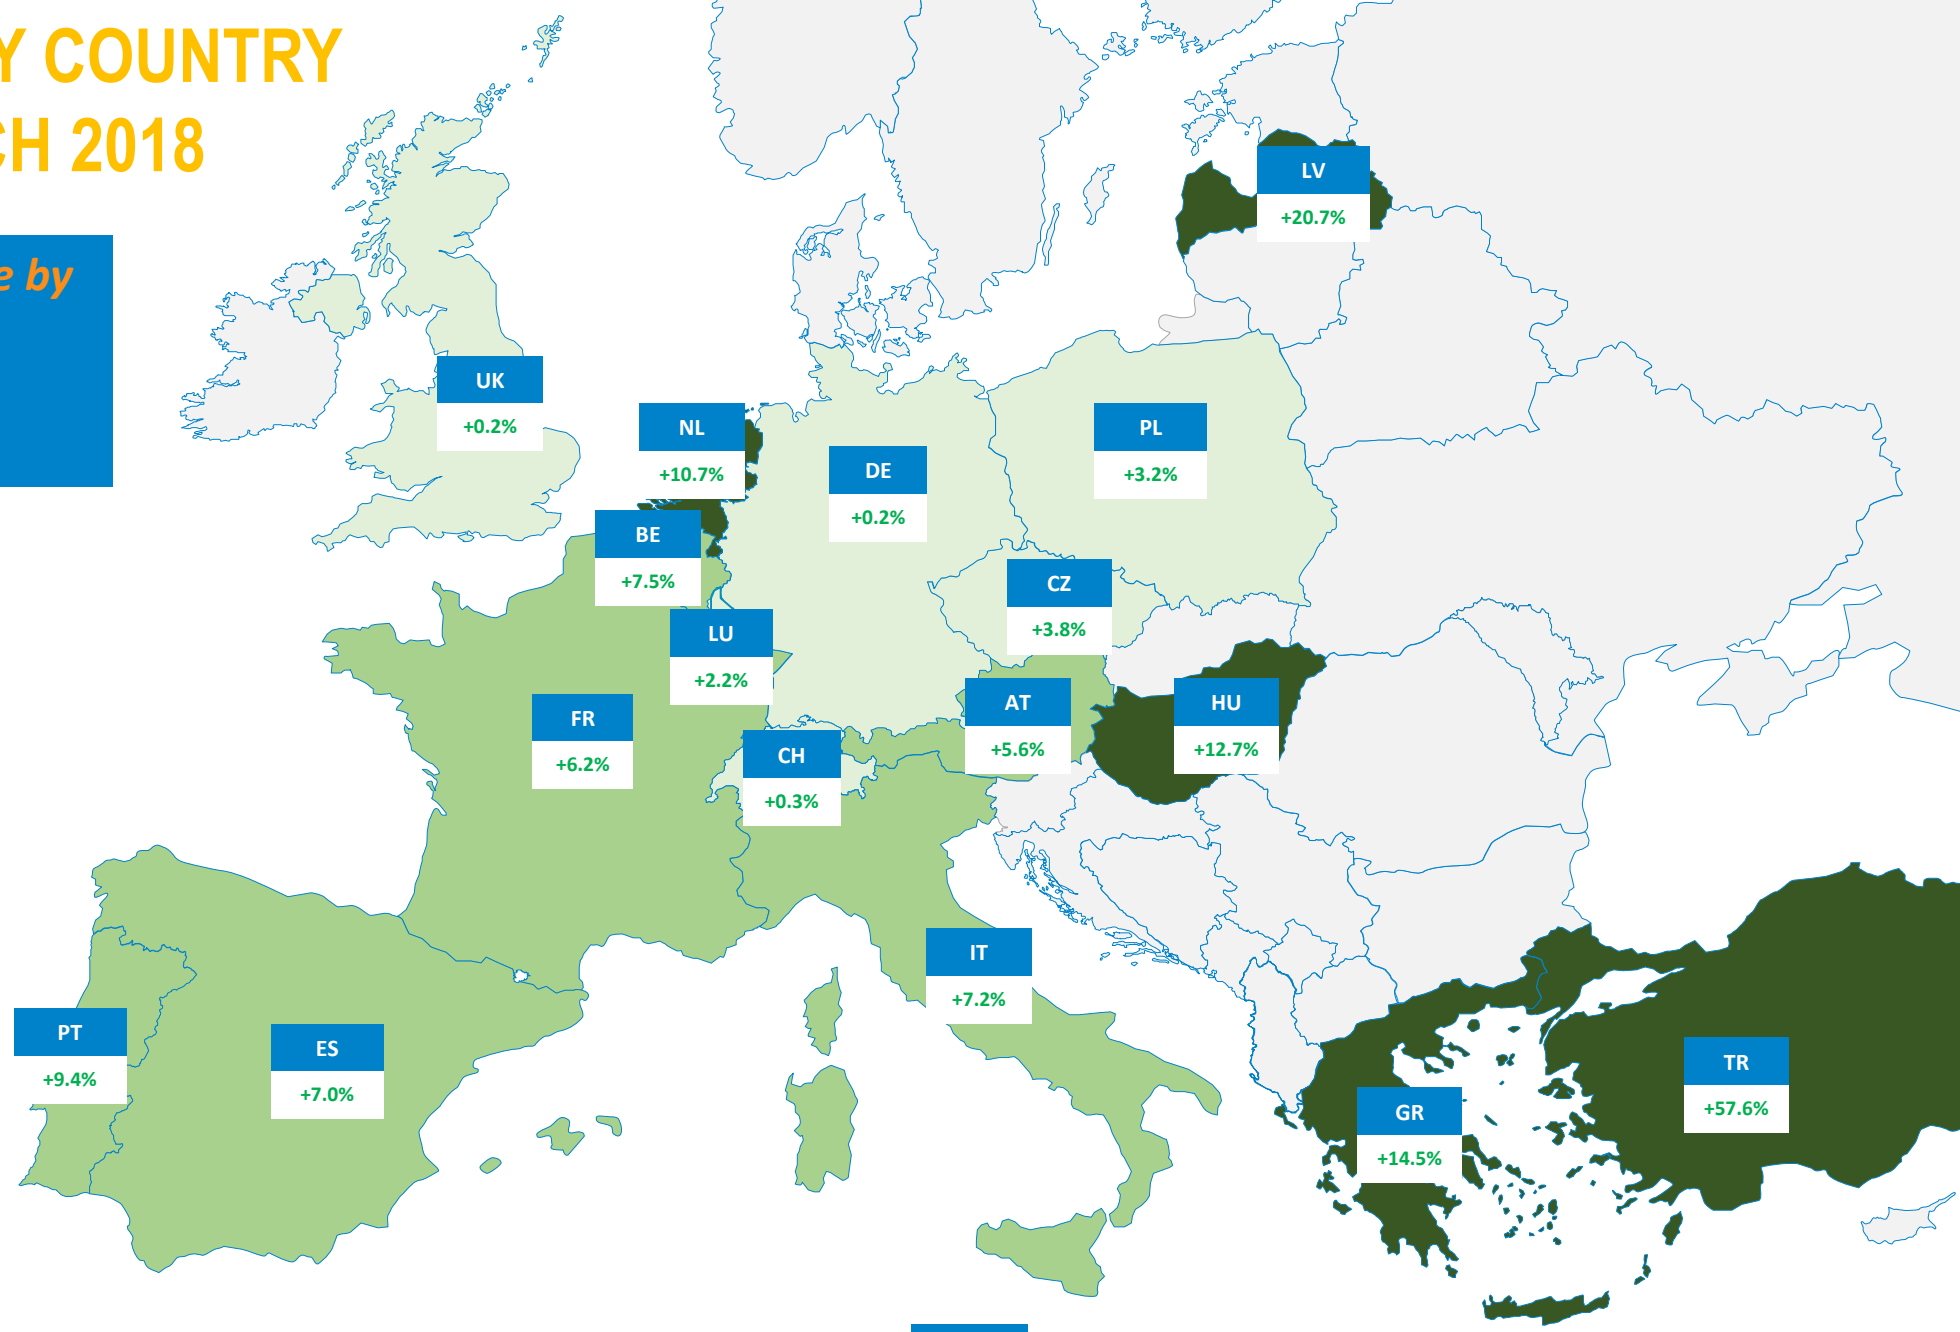 Y COUNTRY
CH 2018
e by
LV
+20.7%
UK
+0.2%
NL
+10.7%
PL
+3.2%
DE
+0.2%
BE
+7.5%
CZ
+3.8%
LU
+2.2%
AT
+5.6%
HU
+12.7%
FR
+6.2%
CH
+0.3%
IT
+7.2%
PT
+9.4%
ES
+7.0%
TR
+57.6%
GR
+14.5%